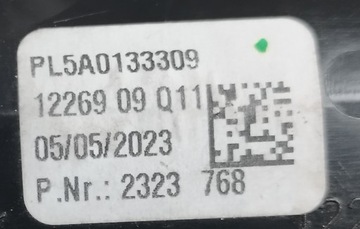 PL5A0133309
12269 09 Q11
05/05/2023
P.Nr.: 2323 768